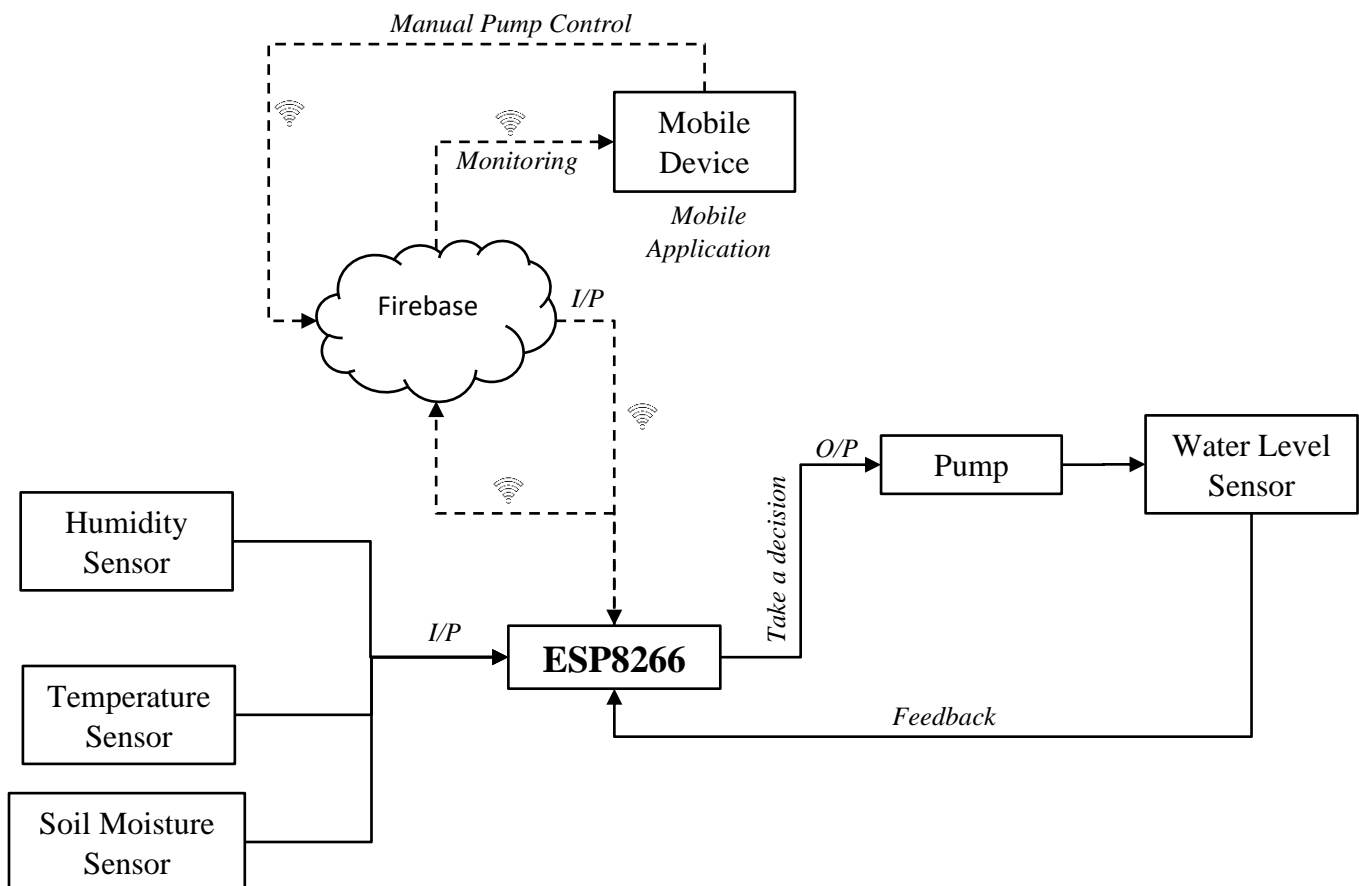 Manual Pump Control
Mobile
Device
Monitoring
Mobile
Application
Firebase
I/P
O/P
Pump
Water Level
Sensor
Take a decision
Humidity
Sensor
I/P
ESP8266
Temperature
Sensor
Feedback
Soil Moisture
Sensor